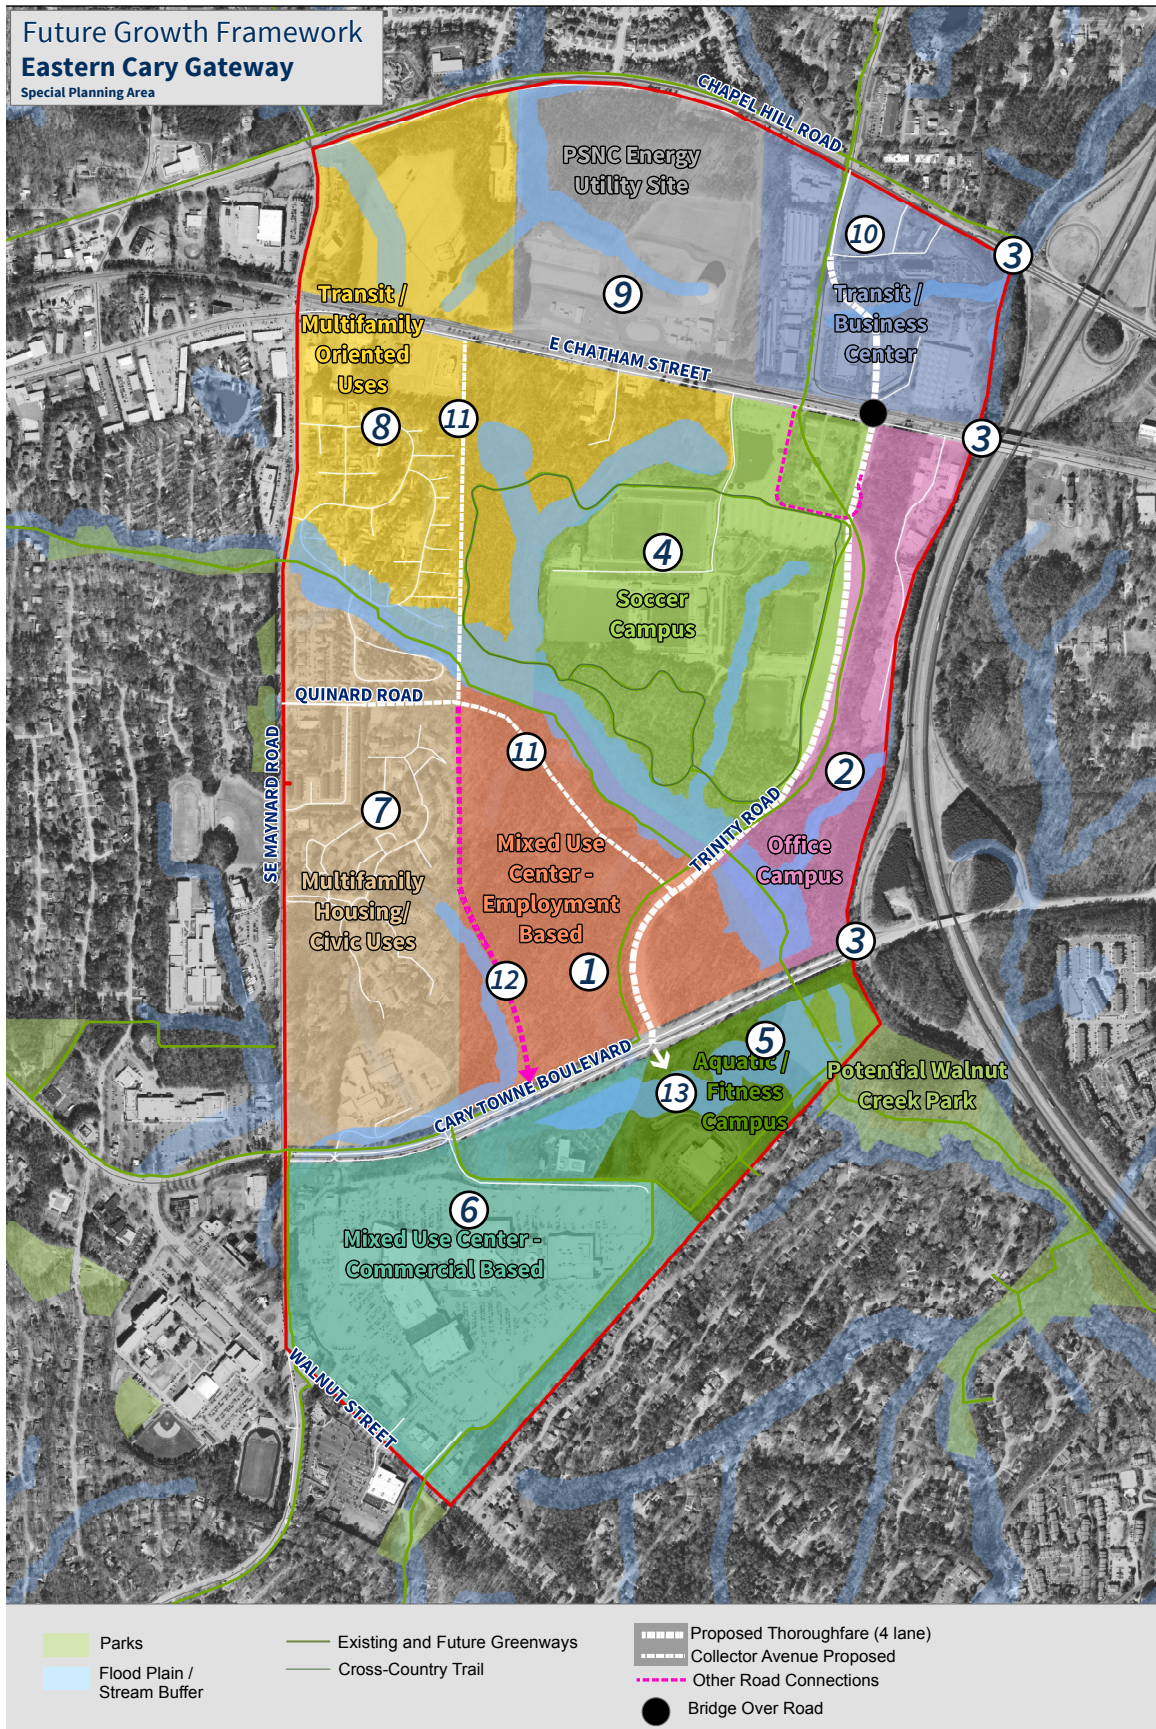 Future Growth Framework
Eastern Cary Gateway
Special Planning Area
CHAPEL HILL ROAD
PSNC Energy
Utility Site
10
3
9
Transit /
Multifamily
Oriented
Uses
Transit /
Business
Center
E CHATHAM STREET
8
11
3
4
Soccer
Campus
QUINARD ROAD
11
SE MAYNARD ROAD
2
7
TRINITY ROAD
Mixed Use
Center -
Employment
Based
Office
Campus
Multifamily
Housing/
Civic Uses
3
1
12
5
CARY TOWNE BOULEVARD
Aquatic /
Fitness
Campus
13
Potential Walnut
Creek Park
6
Mixed Use Center -
Commercial Based
WALNUT STREET
Parks
Flood Plain /
Stream Buffer
Existing and Future Greenways
Cross-Country Trail
Proposed Thoroughfare (4 lane)
Collector Avenue Proposed
Other Road Connections
Bridge Over Road